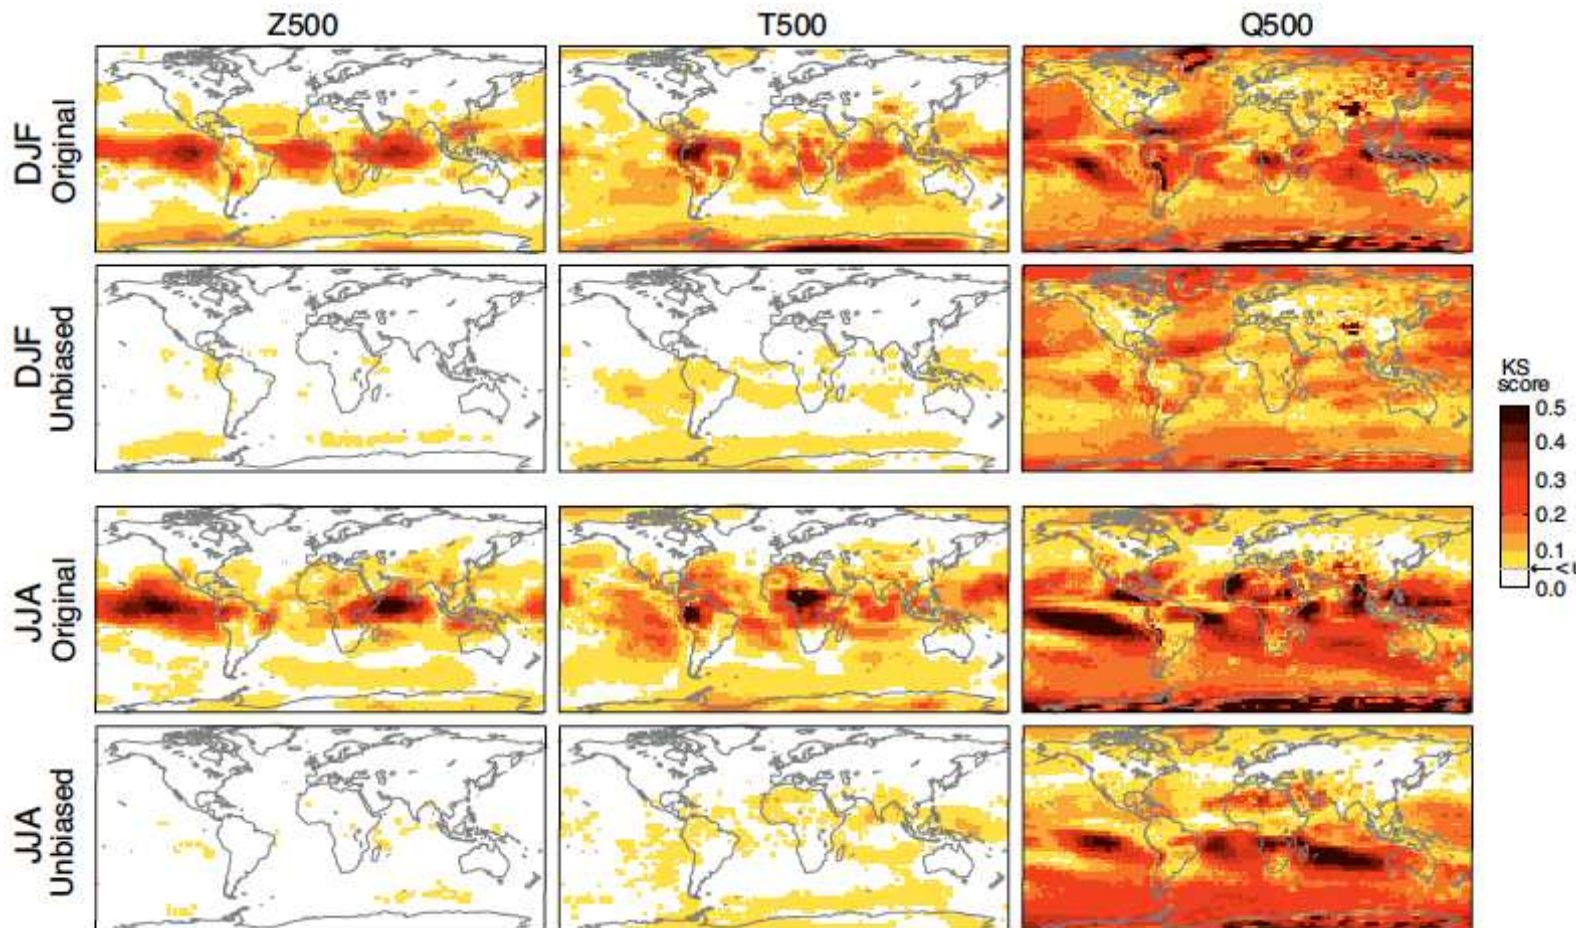 Z500 T500 Q500
DJF
Original
DJF
Unbiased
KS
score
0.5
0.4
0.3
0.2
0.1
0.0
JJA
Original
JJA
Unbiased